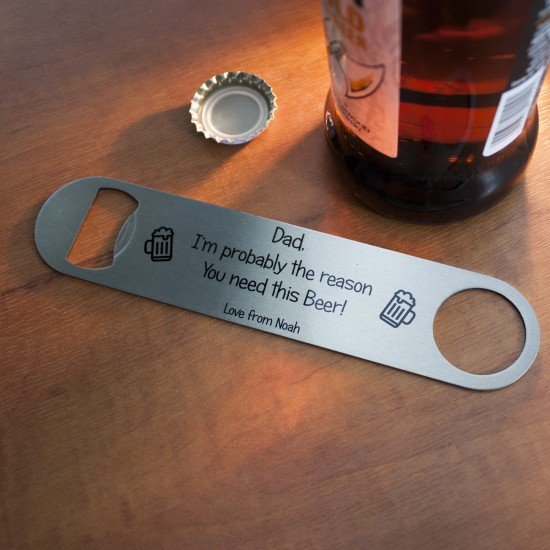 Dad,
I'm probably the reason
You need this Beer!
Love from Noah